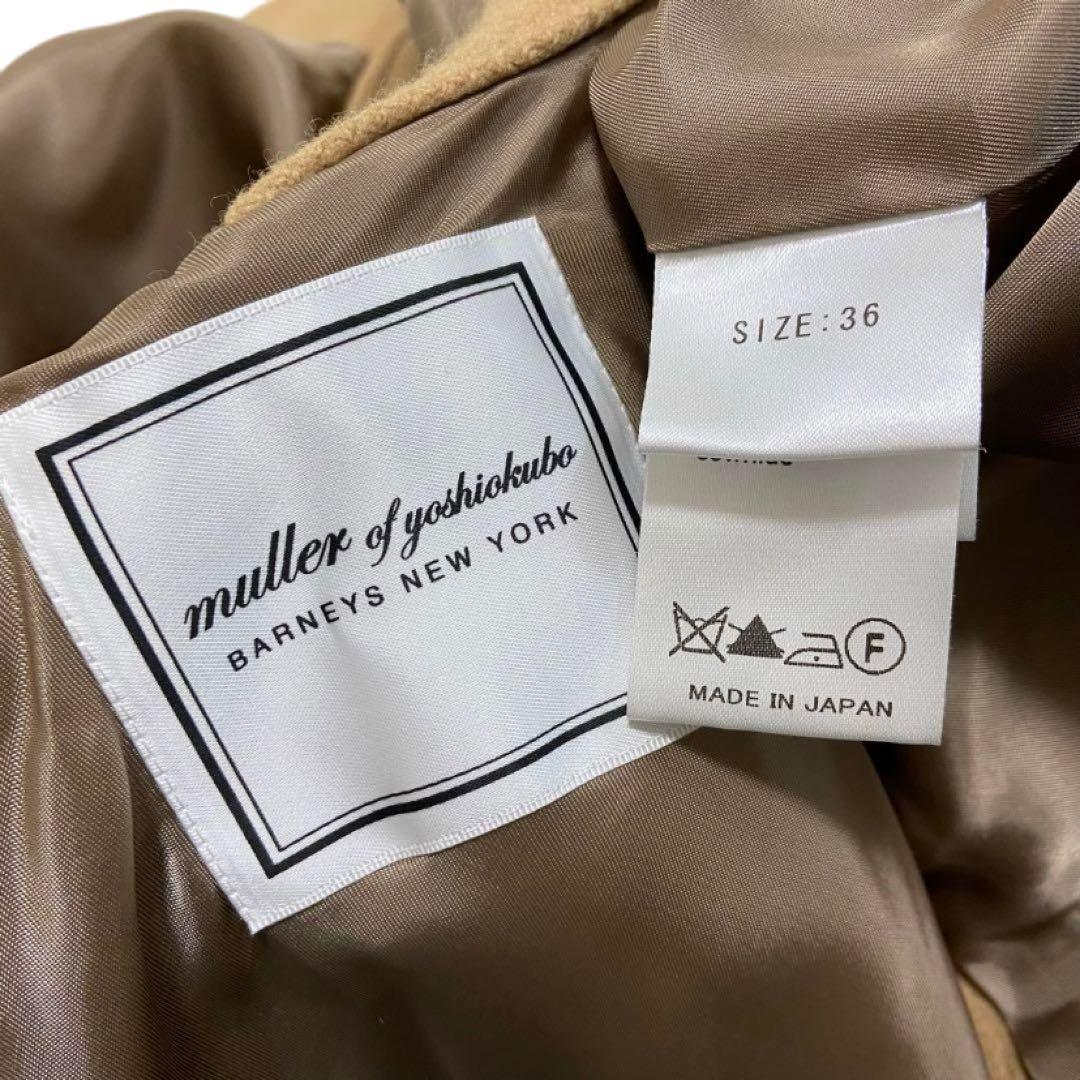 muller of yoshiokubo
BARNEYS NEW YORK
SIZE:36
F
MADE IN JAPAN